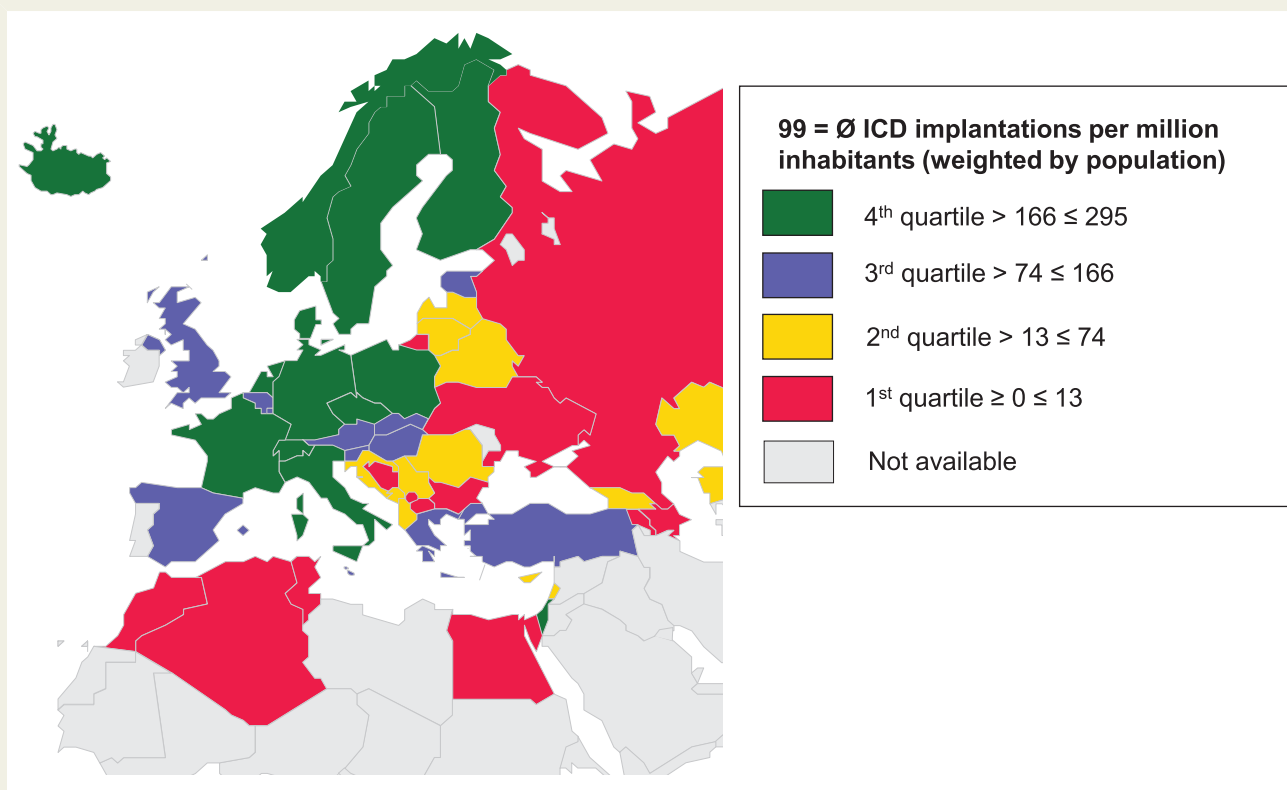 99 = Ø ICD implantations per million
inhabitants (weighted by population)
4th quartile > 166 ≤ 295
3rd quartile > 74 ≤ 166
2nd quartile > 13 ≤ 74
1st quartile ≥ 0 ≤ 13
Not available